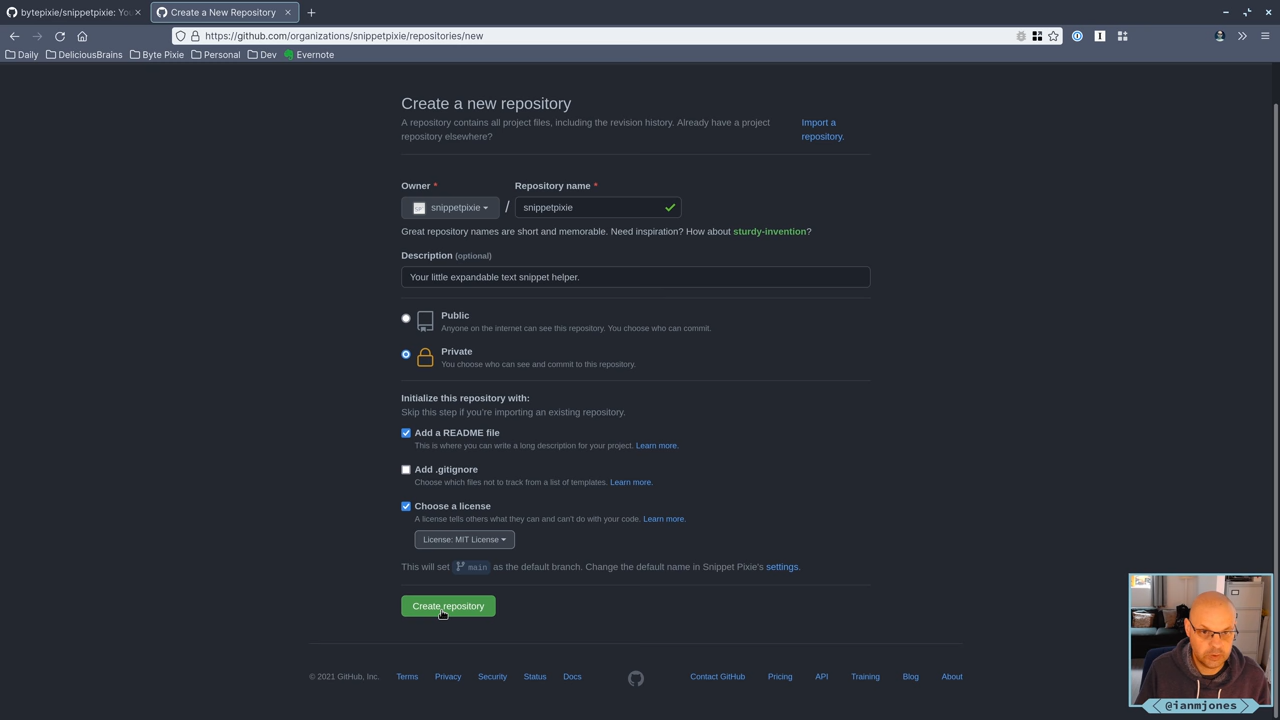 bytepixie/snippetpixie: Yo
Create a New Repository
https://github.com/organizations/snippetpixie/repositories/new
Daily
DeliciousBrains
Byte Pixie
Personal
Dev
Evernote
Create a new repository
A repository contains all project files, including the revision history. Already have a project
repository elsewhere?
Import a
repository.
Owner *
Repository name *
snippetpixie
/
snippetpixie
Great repository names are short and memorable. Need inspiration? How about sturdy-invention?
Description (optional)
Your little expandable text snippet helper.
Public
Anyone on the internet can see this repository. You choose who can commit.
Private
You choose who can see and commit to this repository.
Initialize this repository with:
Skip this step if you're importing an existing repository.
Add a README file
This is where you can write a long description for your project. Learn more.
Add .gitignore
Choose which files not to track from a list of templates. Learn more.
Choose a license
A license tells others what they can and can't do with your code. Learn more.
License: MIT License
This will set main as the default branch. Change the default name in Snippet Pixie's settings.
Create repository
© 2021 GitHub, Inc.
Terms
Privacy
Security
Status
Docs
Contact GitHub
Pricing
API
Training
Blog
About
@ianmjones